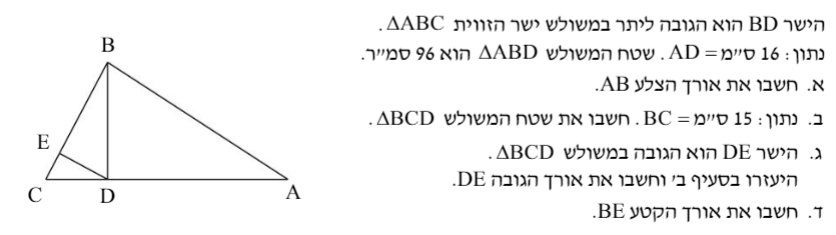 הישר BD הוא הגובה ליתר במשולש ישר הזווית ΔABC.
נתון: 16 ס״מ = AD. שטח המשולש ΔABD הוא 96 סמ״ר.
א. חשבו את אורך הצלע AB.
ב. נתון: 15 ס״מ = BC. חשבו את שטח המשולש ΔBCD.
ג. הישר DE הוא הגובה במשולש ΔBCD.
היעזרו בסעיף ב׳ וחשבו את אורך הגובה DE.
ד. חשבו את אורך הקטע BE.
B
E
C
D
A